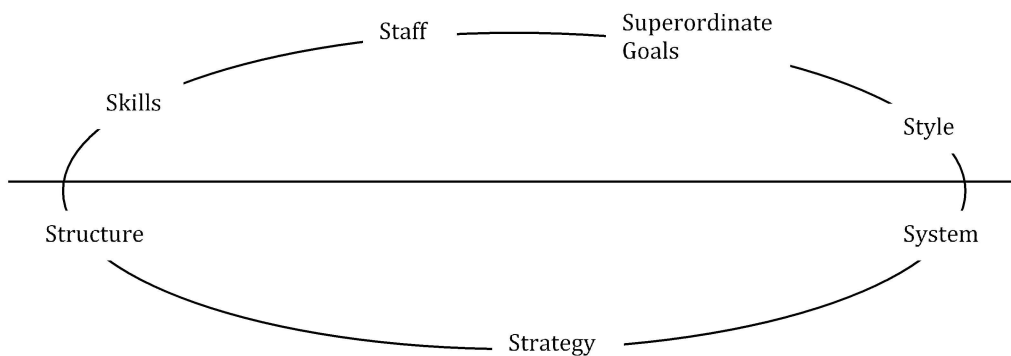 Staff
Superordinate
Goals
Skills
Style
Structure
System
Strategy